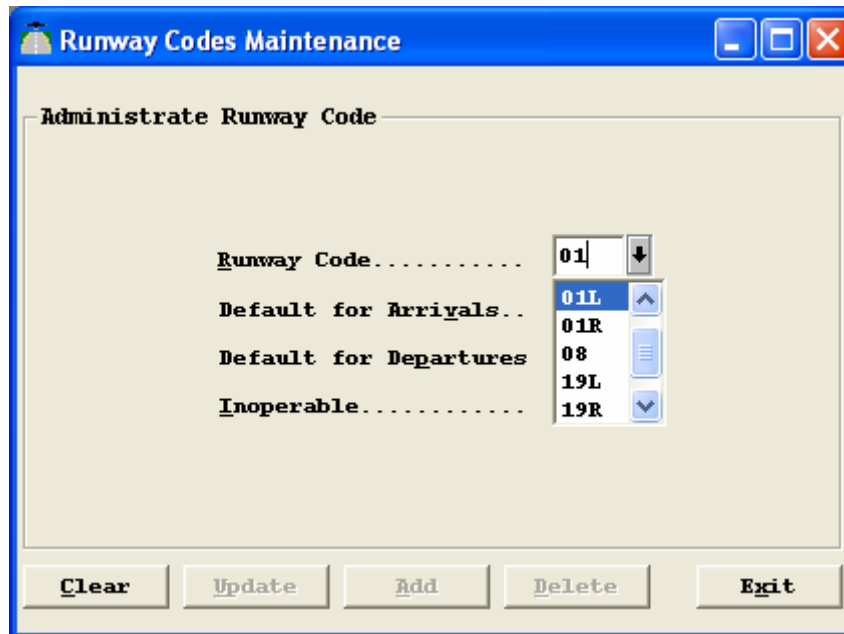 Runway Codes Maintenance
Administrate Runway Code
Runway Code........... 01
Default for Arrivals.. 01L
01R
Default for Departures 08
19L
Inoperable............ 19R
Clear Update Add Delete Exit